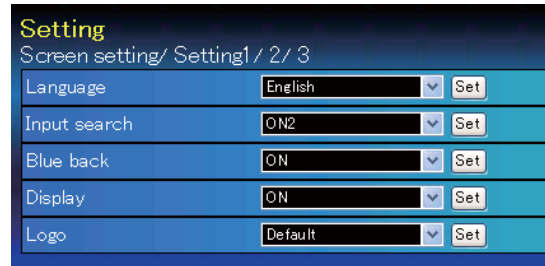 Setting
Screen setting/ Setting1/ 2/ 3
Language English Set
Input search ON2 Set
Blue back ON Set
Display ON Set
Logo Default Set